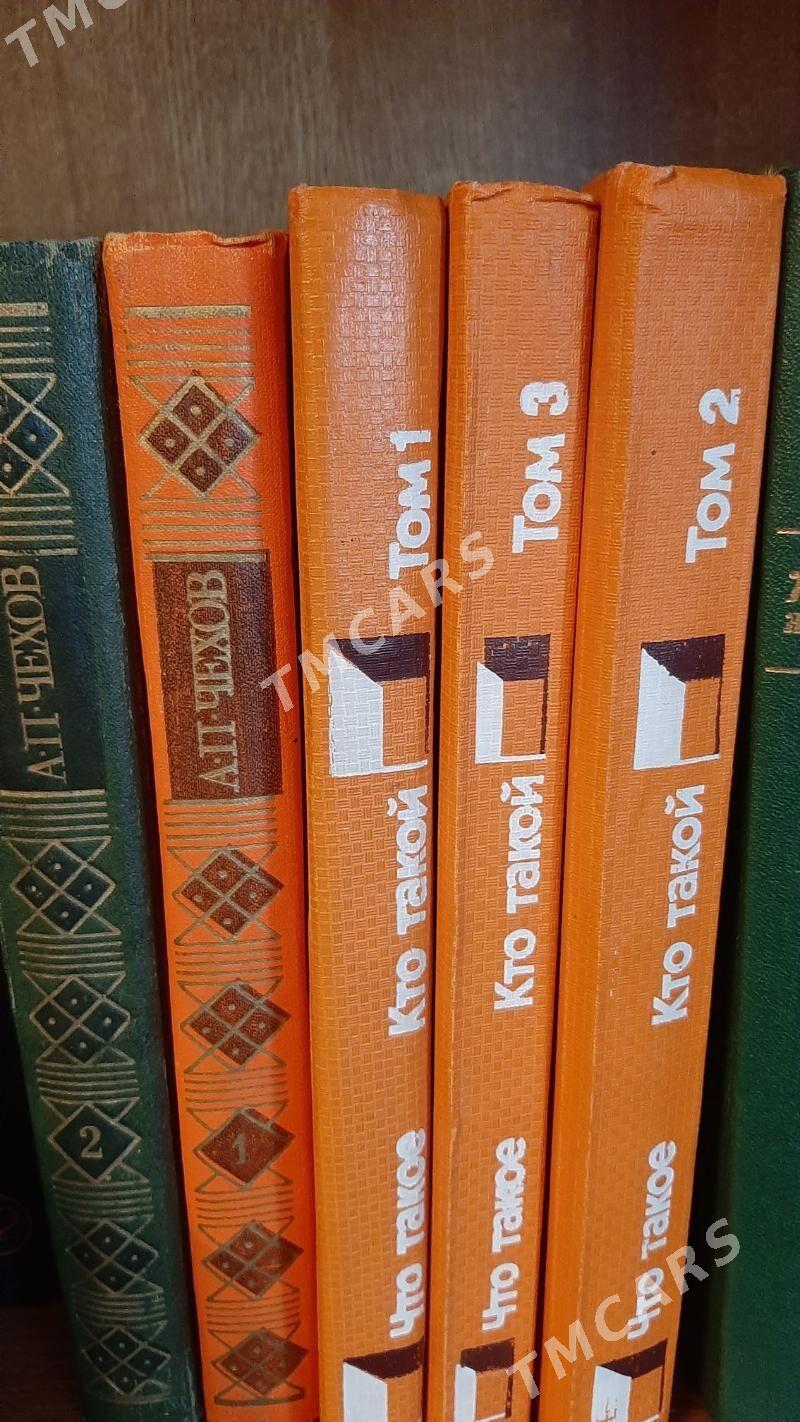 А·П·ЧЕХОВ
2
А·П·ЧЕХОВ
1
Что такое
Кто такой
Том 1
Что такое
Кто такой
Том 3
Что такое
Кто такой
Том 2
TMCARS
TMCARS